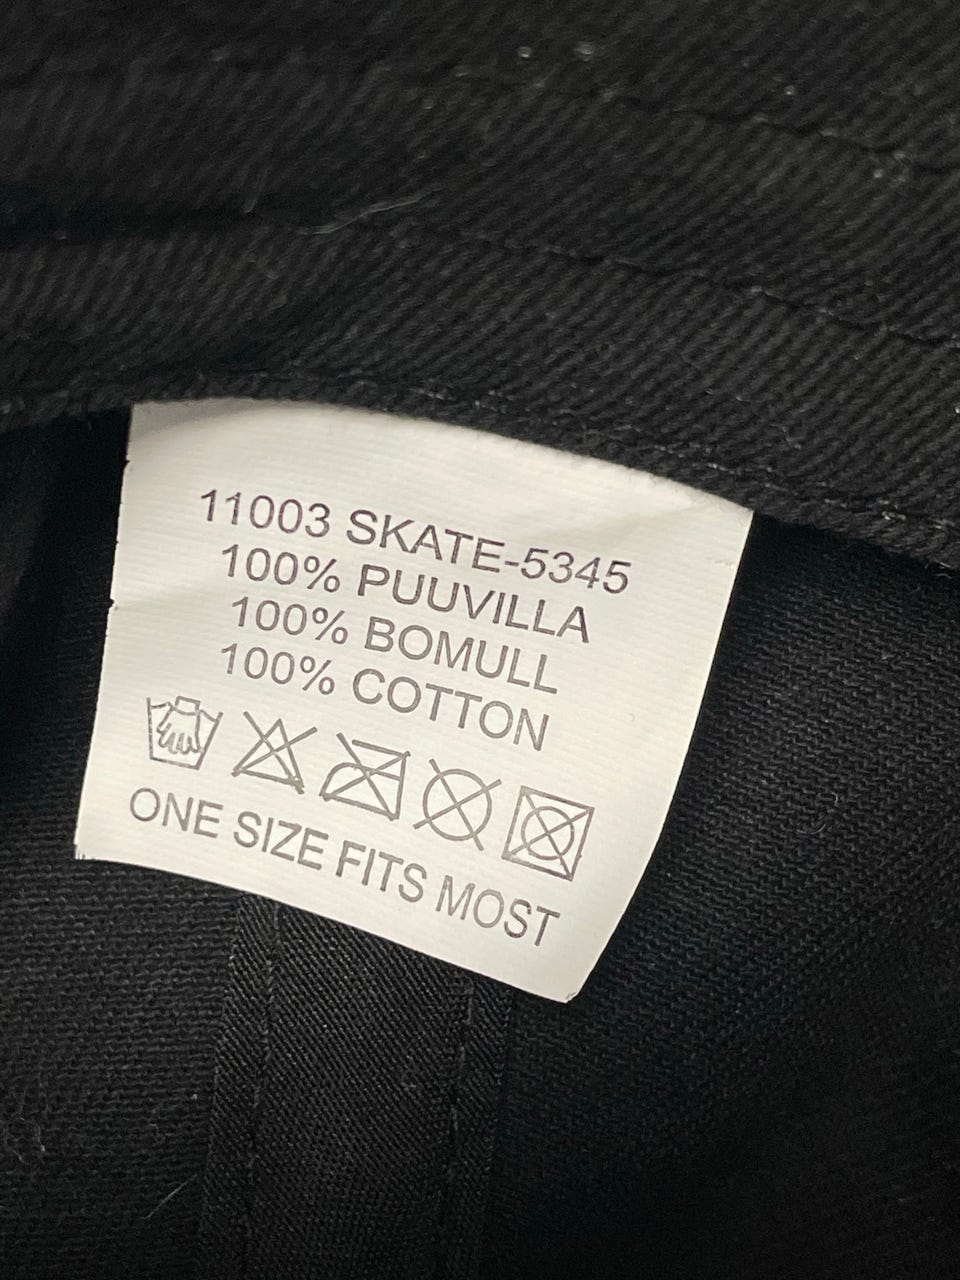 11003 SKATE-5345
100% PUUVILLA
100% BOMULL
100% COTTON
ONE SIZE FITS MOST